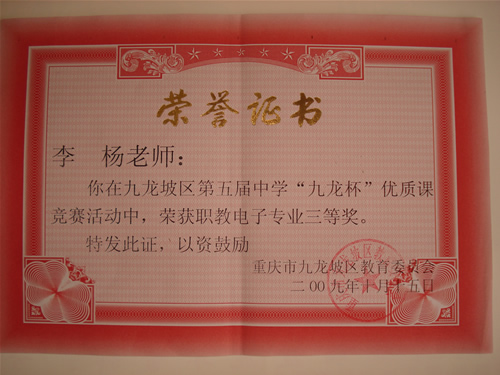 荣誉证书
李 杨老师：
你在九龙坡区第五届中学“九龙杯”优质课
竞赛活动中，荣获职教电子专业三等奖。
特发此证，以资鼓励
重庆市九龙坡区教育委员会
二00九年十月十五日